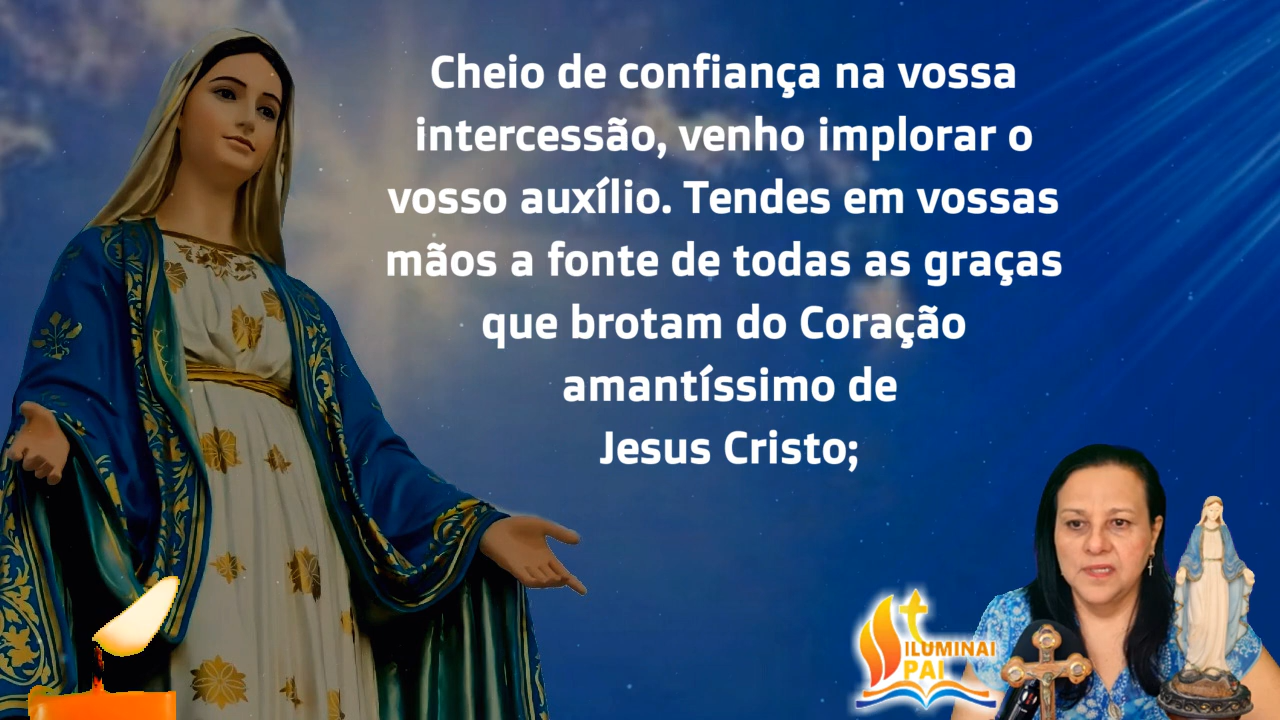 Cheio de confiança na vossa
intercessão, venho implorar o
vosso auxílio. Tendes em vossas
mãos a fonte de todas as graças
que brotam do Coração
amantíssimo de
Jesus Cristo;
ILUMINAI
PAI